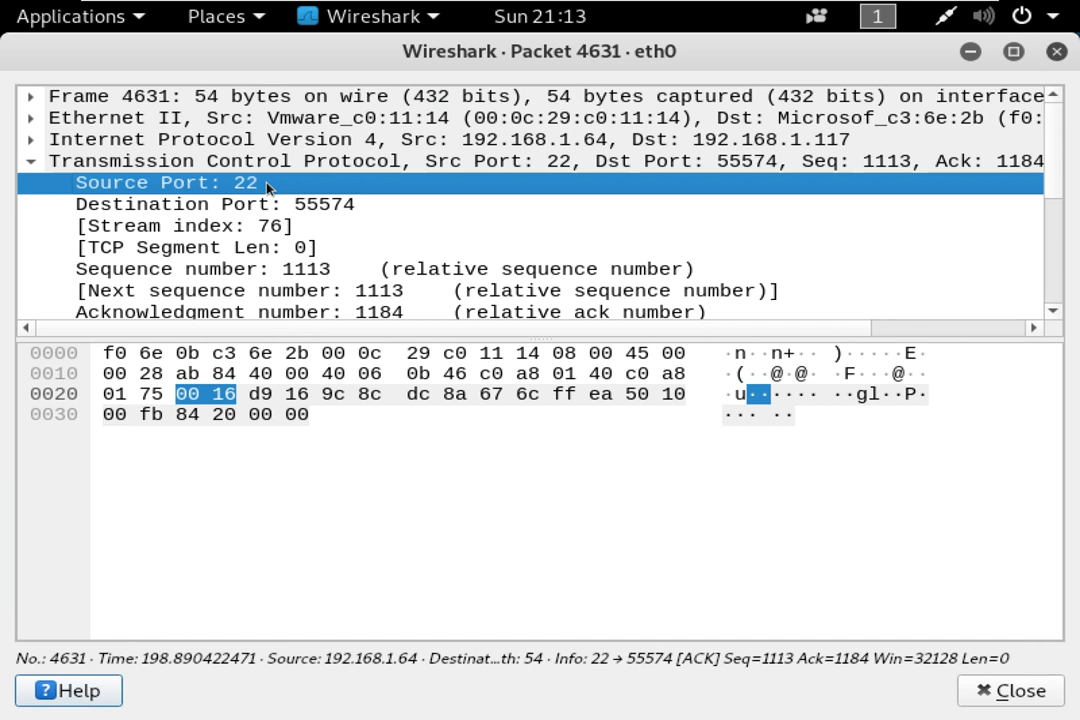 Applications Places Wireshark Sun 21:13 1
Wireshark · Packet 4631 · eth0
Frame 4631: 54 bytes on wire (432 bits), 54 bytes captured (432 bits) on interface
Ethernet II, Src: Vmware_c0:11:14 (00:0c:29:c0:11:14), Dst: Microsof_c3:6e:2b (f0:
Internet Protocol Version 4, Src: 192.168.1.64, Dst: 192.168.1.117
Transmission Control Protocol, Src Port: 22, Dst Port: 55574, Seq: 1113, Ack: 1184
Source Port: 22
Destination Port: 55574
[Stream index: 76]
[TCP Segment Len: 0]
Sequence number: 1113    (relative sequence number)
[Next sequence number: 1113    (relative sequence number)]
Acknowledgment number: 1184    (relative ack number)
0000 f0 6e 0b c3 6e 2b 00 0c 29 c0 11 14 08 00 45 00 ·n··n+·· )·····E·
0010 00 28 ab 84 40 00 40 06 0b 46 c0 a8 01 40 c0 a8 ·(··@·@· ·F···@··
0020 01 75 00 16 d9 16 9c 8c dc 8a 67 6c ff ea 50 10 ·u······ ··gl··P·
0030 00 fb 84 20 00 00 ··· ··
No.: 4631 · Time: 198.890422471 · Source: 192.168.1.64 · Destinat...th: 54 · Info: 22 → 55574 [ACK] Seq=1113 Ack=1184 Win=32128 Len=0
?Help Close